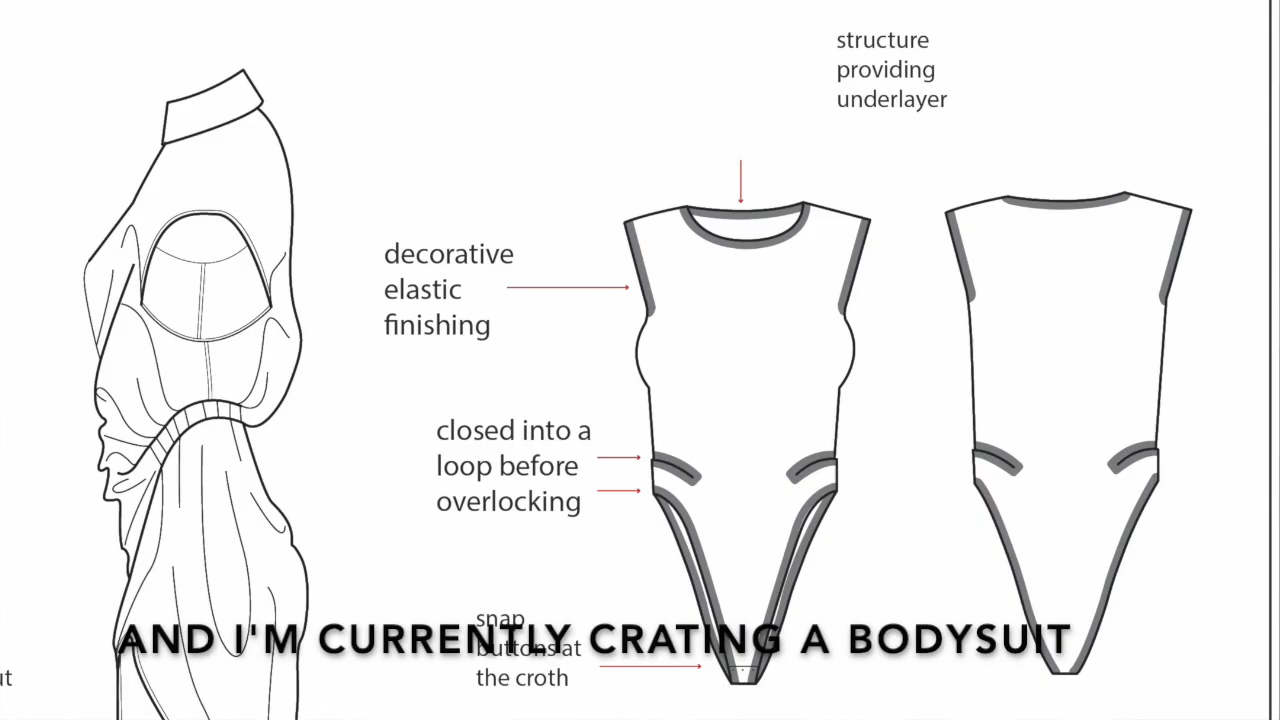 structure
providing
underlayer
decorative
elastic
finishing
closed into a
loop before
overlocking
snap
buttons at
the croth
AND I'M CURRENTLY CRATING A BODYSUIT
ut